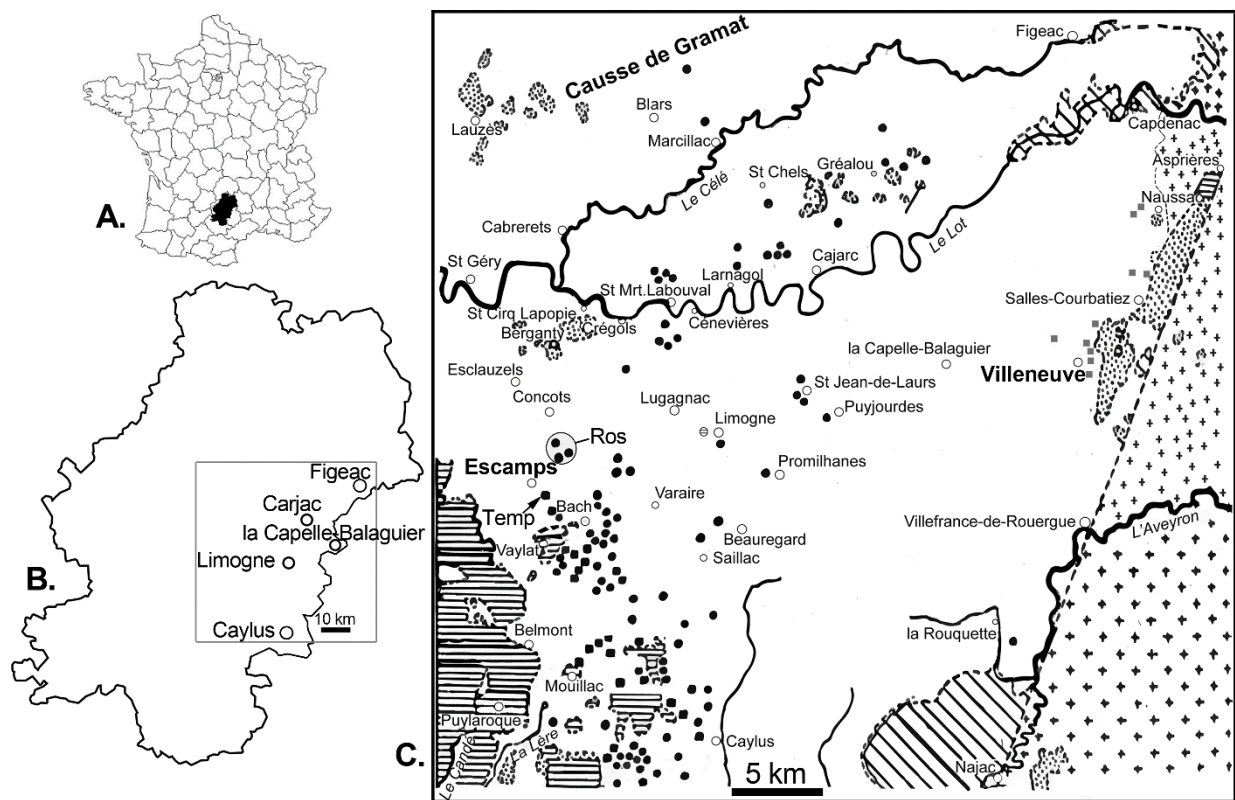 A.
B.
Figeac
Carjac
la Capelle-Balaguier
Limogne
10 km
Caylus
C.
Causse de Gramat
Figeac
Blars
Lauzès
Marcillac
Capdenac
St Chels
Gréalou
Asprières
Le Célé
Naussac
Cabrerets
Le Lot
St Géry
Cajarc
Larnagol
St Mrt.Labouval
Salles-Courbatiez
St Cirq Lapopie
Crégols
Cénevières
Berganty
la Capelle-Balaguier
Esclauzels
Villeneuve
St Jean-de-Laurs
Concots
Lugagnac
Puyjourdes
Limogne
Ros
Escamps
Promilhanes
Temp
Bach
Varaire
Villefrance-de-Rouergue
L'Aveyron
Beauregard
Vaylat
Saillac
la Rouquette
Belmont
Mouillac
Puylaroque
Caylus
La Lère
Le Cande
5 km
Najac